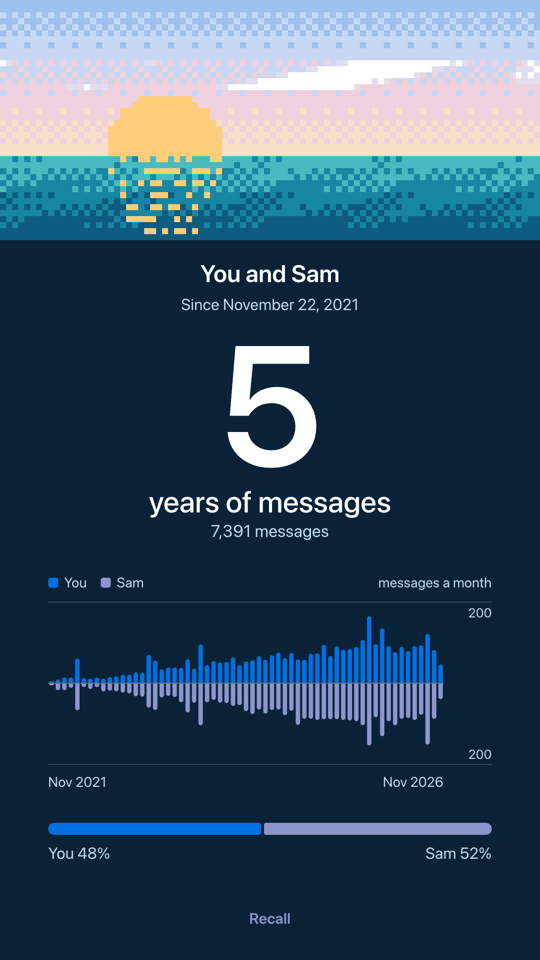 You and Sam
Since November 22, 2021
5
years of messages
7,391 messages
You Sam messages a month
200
200
Nov 2021 Nov 2026
You 48% Sam 52%
Recall